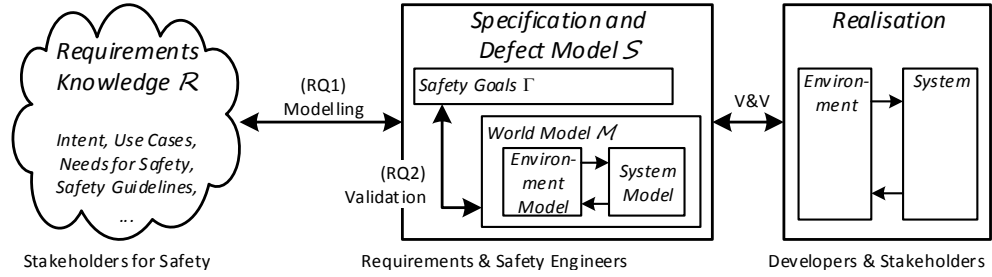 Requirements
Knowledge R
Intent, Use Cases,
Needs for Safety,
Safety Guidelines,
...
Stakeholders for Safety
(RQ1)
Modelling
Specification and
Defect Model S
Safety Goals Γ
(RQ2)
Validation
World Model M
Environ-
ment
Model
System
Model
Requirements & Safety Engineers
V&V
Realisation
Environ-
ment
System
Developers & Stakeholders